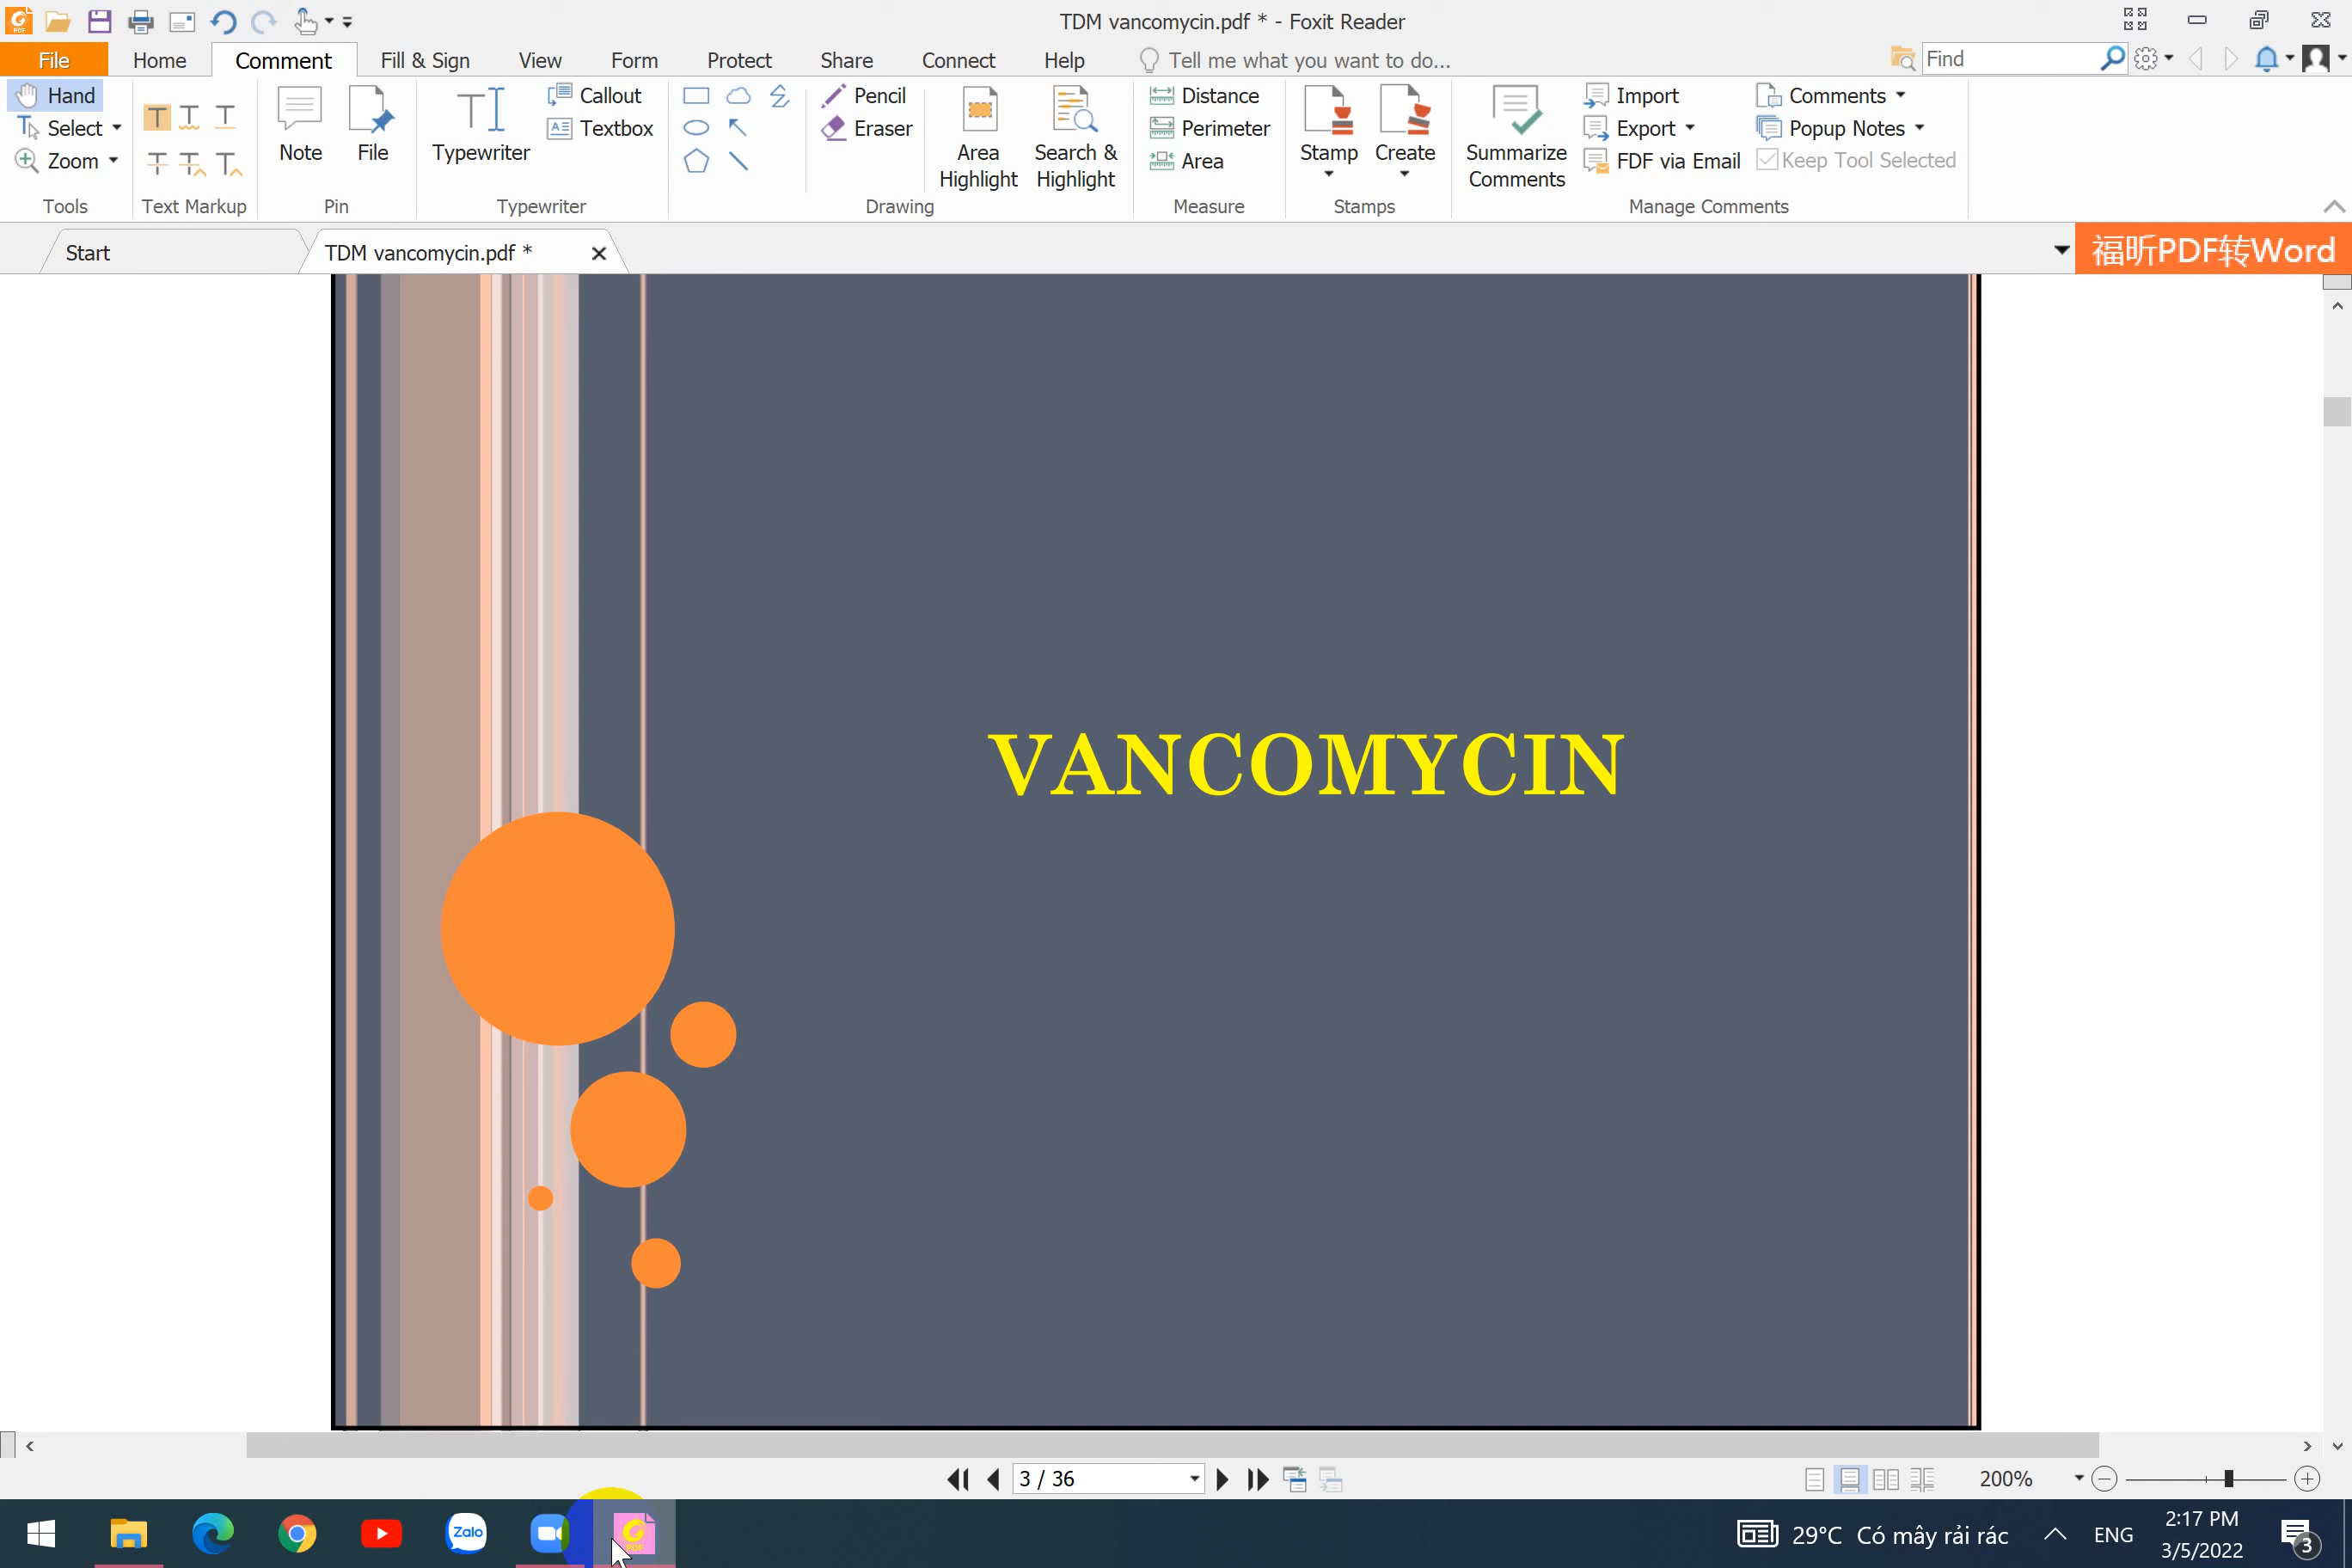 TDM vancomycin.pdf * - Foxit Reader
File Home Comment Fill & Sign View Form Protect Share Connect Help Tell me what you want to do... Find
Hand
Select
Zoom
Tools
Text Markup
Note
File
Pin
Typewriter
Callout
Textbox
Typewriter
Pencil
Eraser
Area Highlight
Search & Highlight
Drawing
Distance
Perimeter
Area
Measure
Stamp
Create
Stamps
Summarize Comments
Import
Export
FDF via Email
Comments
Popup Notes
Keep Tool Selected
Manage Comments
Start
TDM vancomycin.pdf *
福昕PDF转Word
VANCOMYCIN
3 / 36
200%
Zalo
29°C Có mây rải rác
ENG
2:17 PM
3/5/2022
3